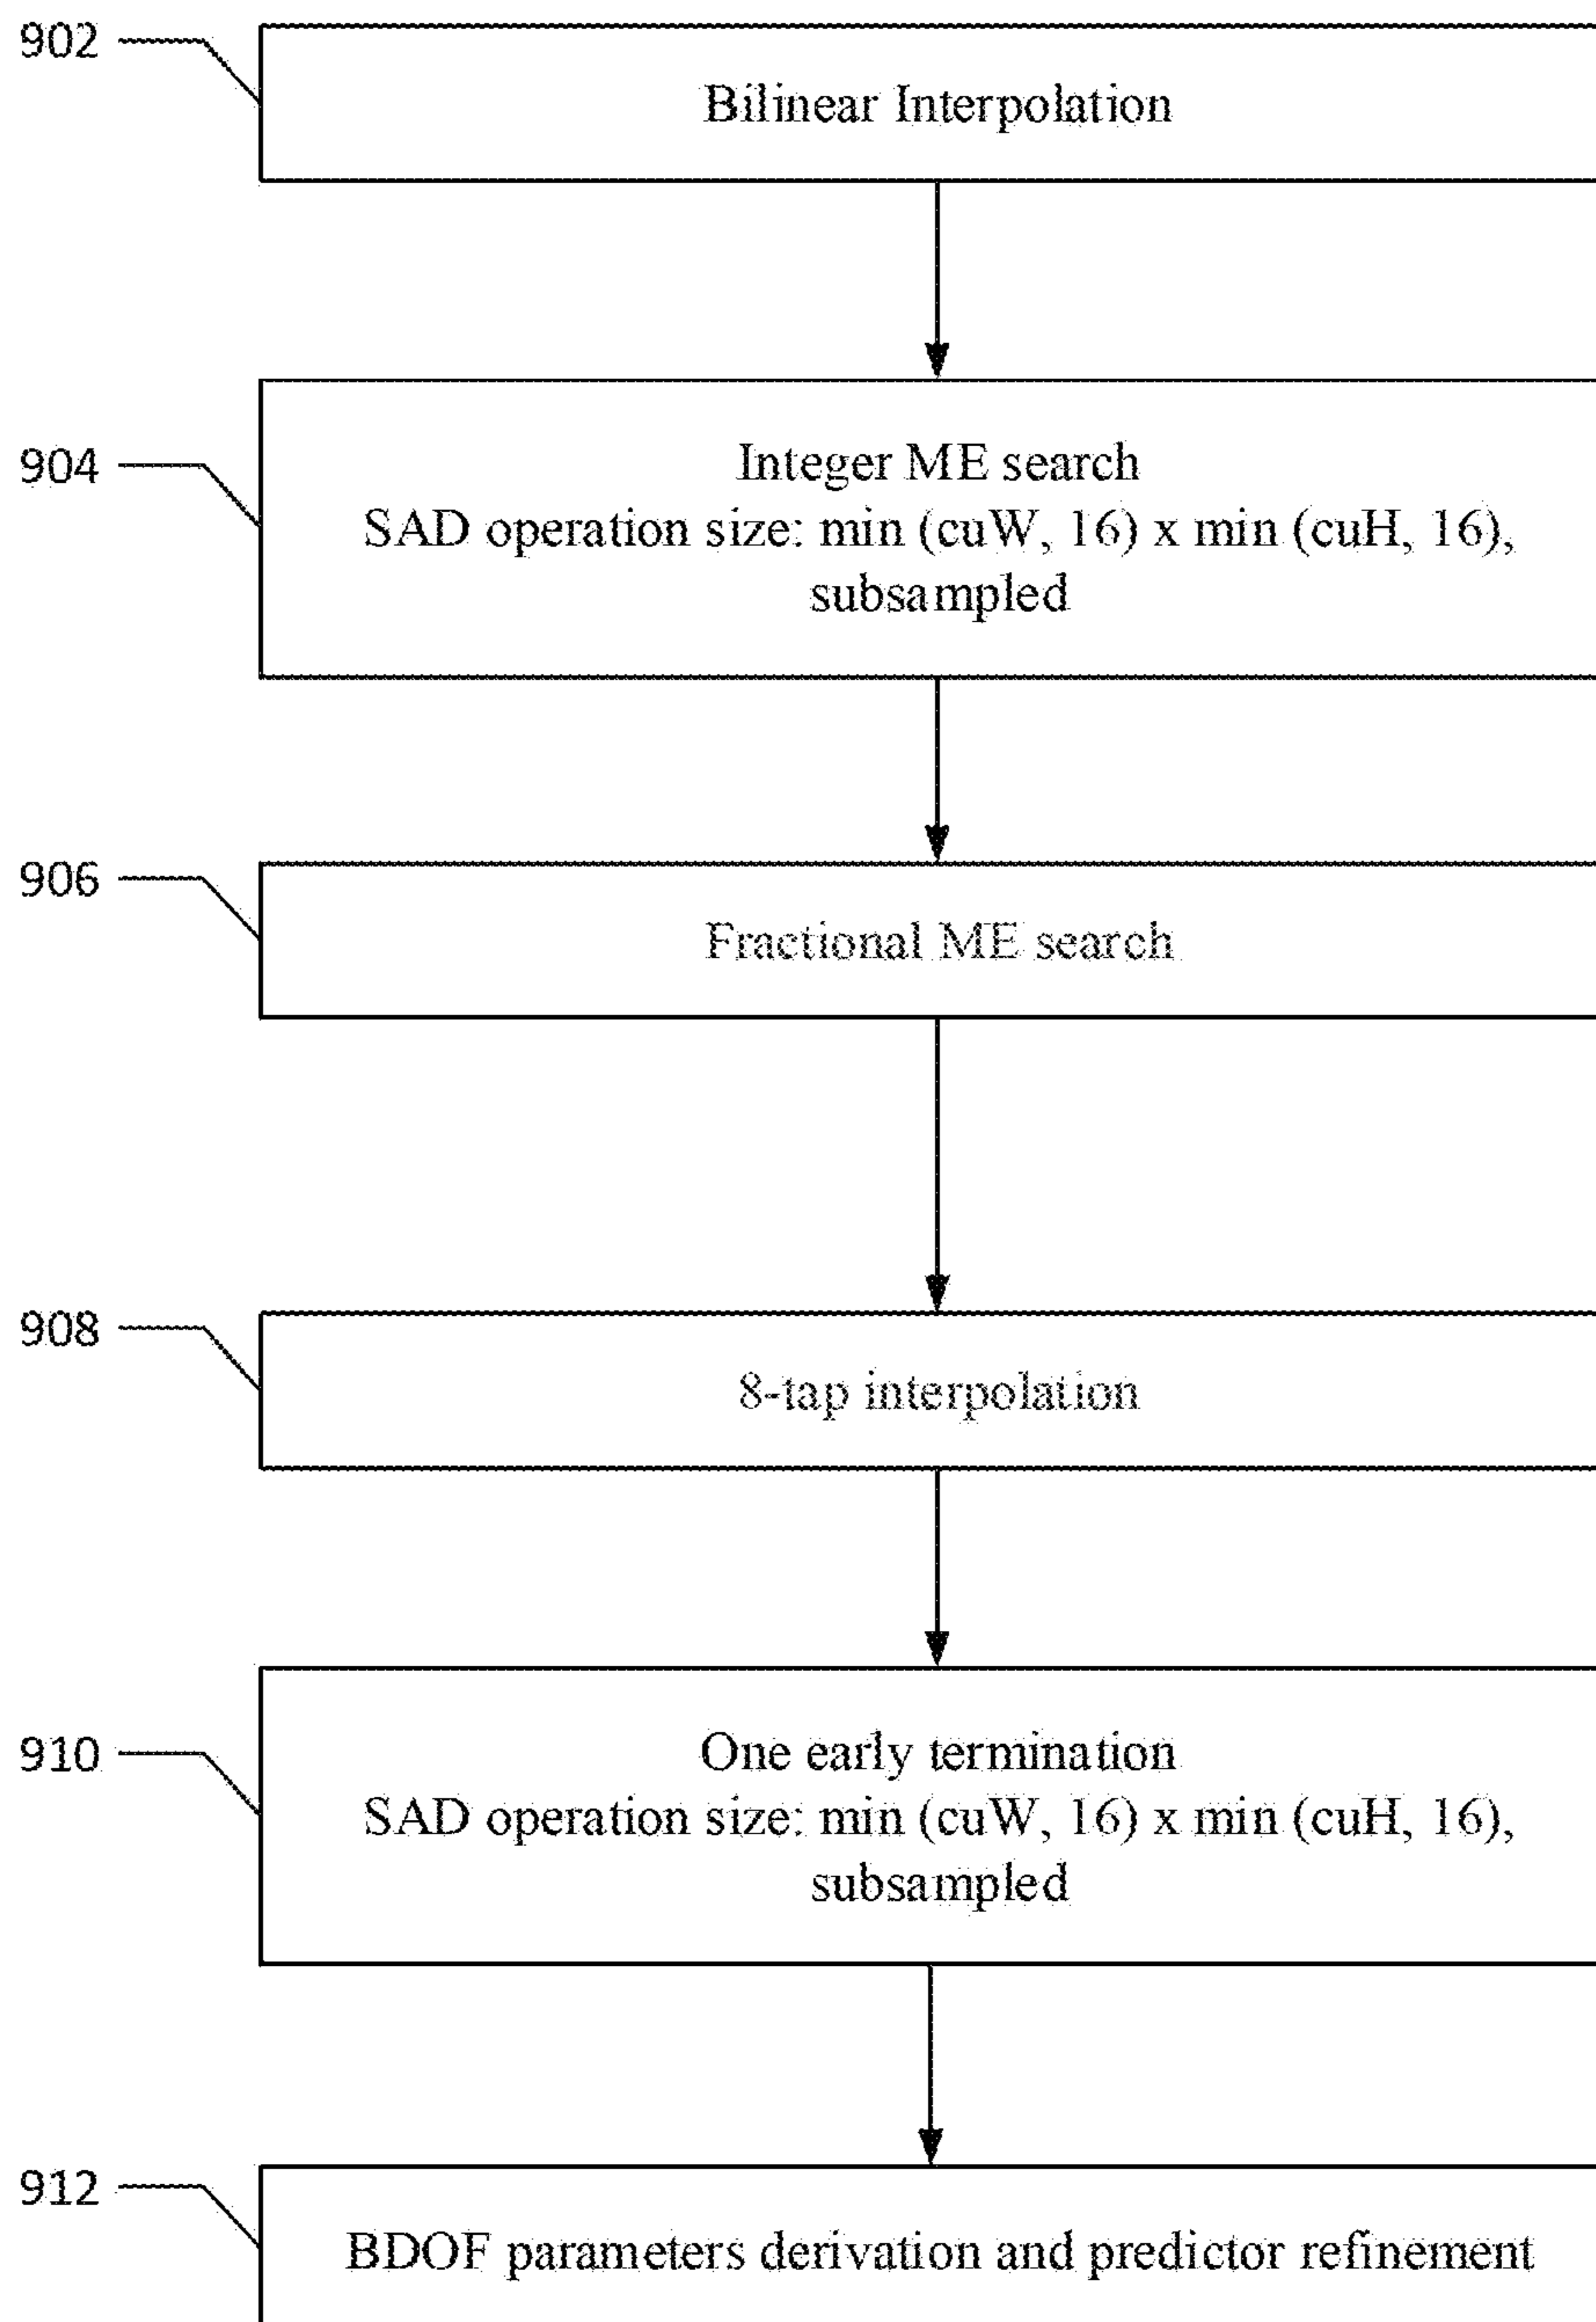 902
Bilinear Interpolation
904
Integer ME search
SAD operation size: min (cuW, 16) x min (cuH, 16),
subsampled
906
Fractional ME search
908
8-tap interpolation
910
One early termination
SAD operation size: min (cuW, 16) x min (cuH, 16),
subsampled
912
BDOF parameters derivation and predictor refinement